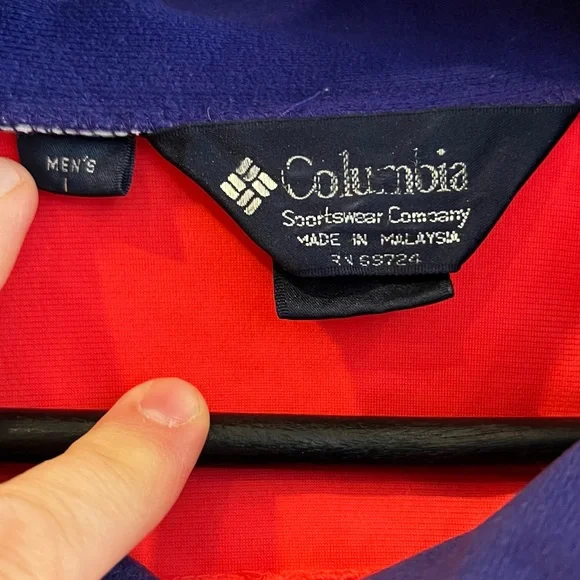 MEN'S
Columbia
Sportswear Company
MADE IN MALAYSIA
RN 69724